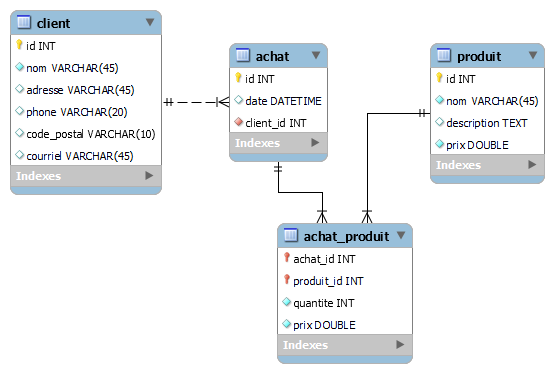 client
id INT
nom VARCHAR(45)
adresse VARCHAR(45)
phone VARCHAR(20)
code_postal VARCHAR(10)
courriel VARCHAR(45)
Indexes
achat
id INT
date DATETIME
client_id INT
Indexes
produit
id INT
nom VARCHAR(45)
description TEXT
prix DOUBLE
Indexes
achat_produit
achat_id INT
produit_id INT
quantite INT
prix DOUBLE
Indexes